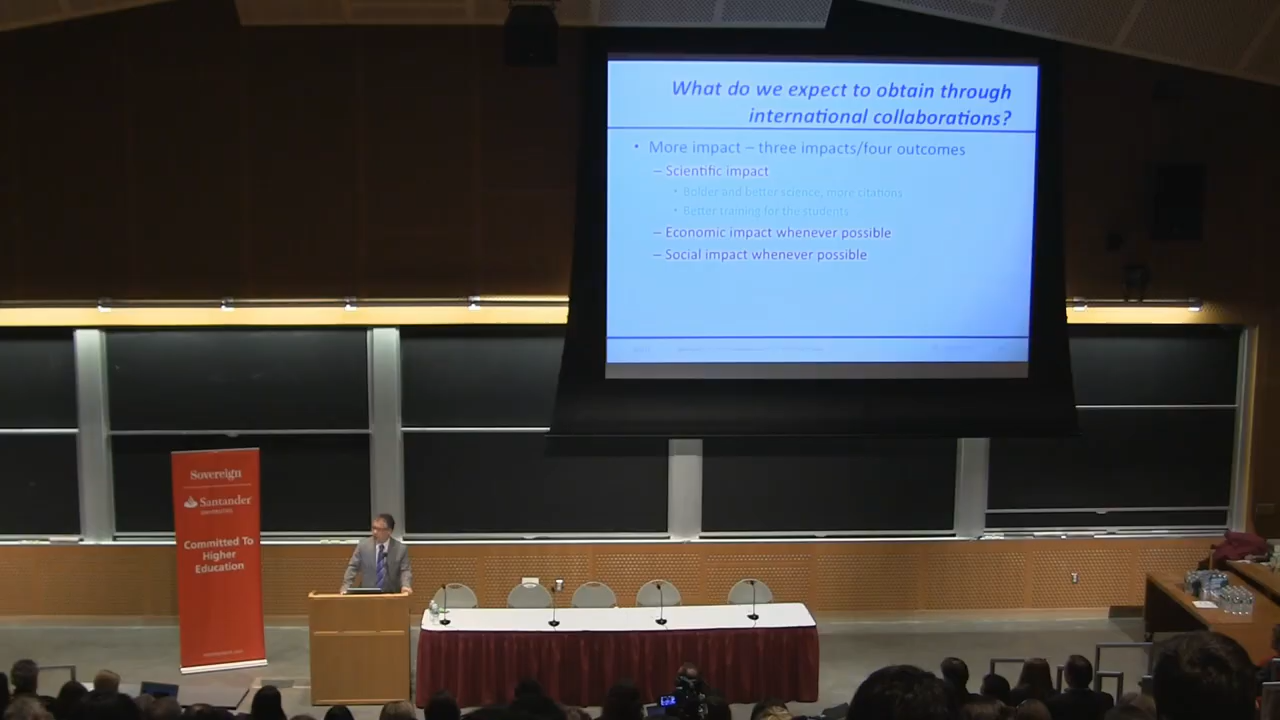 What do we expect to obtain through
international collaborations?
• More impact – three impacts/four outcomes
– Scientific impact
• Bolder and better science, more citations
• Better training for the students
– Economic impact whenever possible
– Social impact whenever possible
Sovereign
Santander
UNIVERSITIES
Committed To
Higher
Education